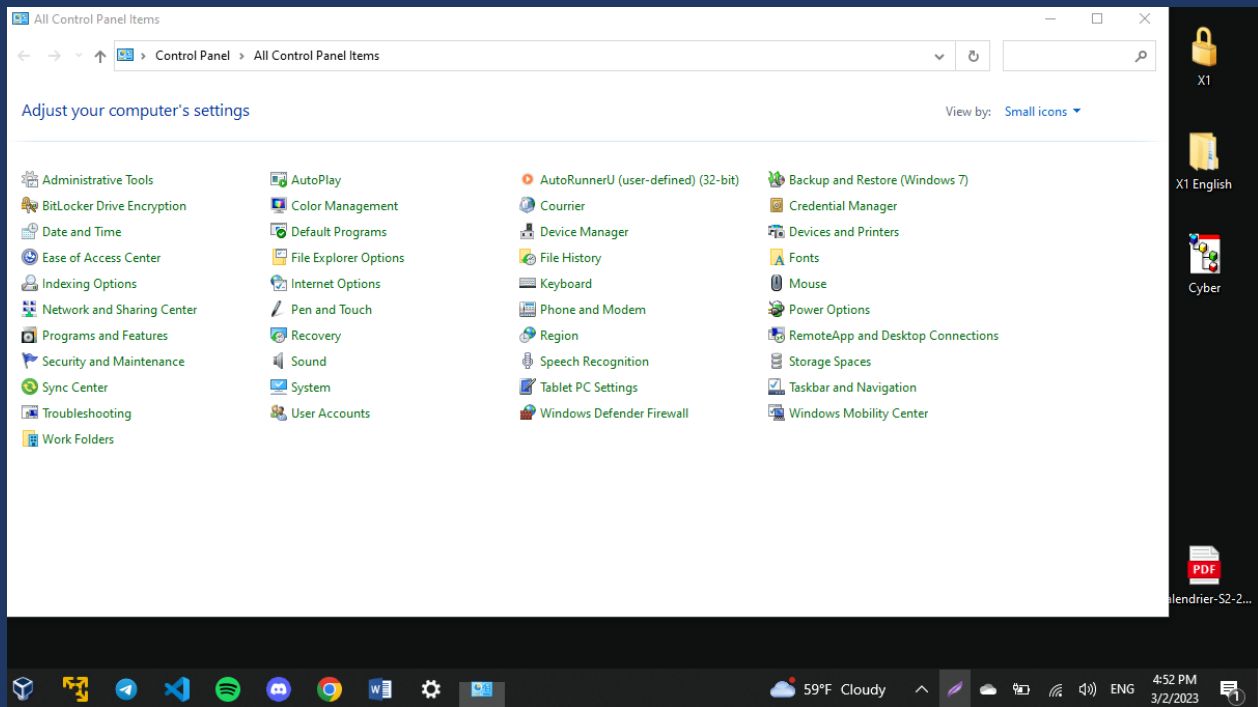 All Control Panel Items
Control Panel > All Control Panel Items
Adjust your computer's settings
View by: Small icons
Administrative Tools
AutoPlay
AutoRunnerU (user-defined) (32-bit)
Backup and Restore (Windows 7)
BitLocker Drive Encryption
Color Management
Courrier
Credential Manager
Date and Time
Default Programs
Device Manager
Devices and Printers
Ease of Access Center
File Explorer Options
File History
Fonts
Indexing Options
Internet Options
Keyboard
Mouse
Network and Sharing Center
Pen and Touch
Phone and Modem
Power Options
Programs and Features
Recovery
Region
RemoteApp and Desktop Connections
Security and Maintenance
Sound
Speech Recognition
Storage Spaces
Sync Center
System
Tablet PC Settings
Taskbar and Navigation
Troubleshooting
User Accounts
Windows Defender Firewall
Windows Mobility Center
Work Folders
X1
X1 English
Cyber
PDF
alendrier-S2-2...
59°F Cloudy
ENG
4:52 PM
3/2/2023
1